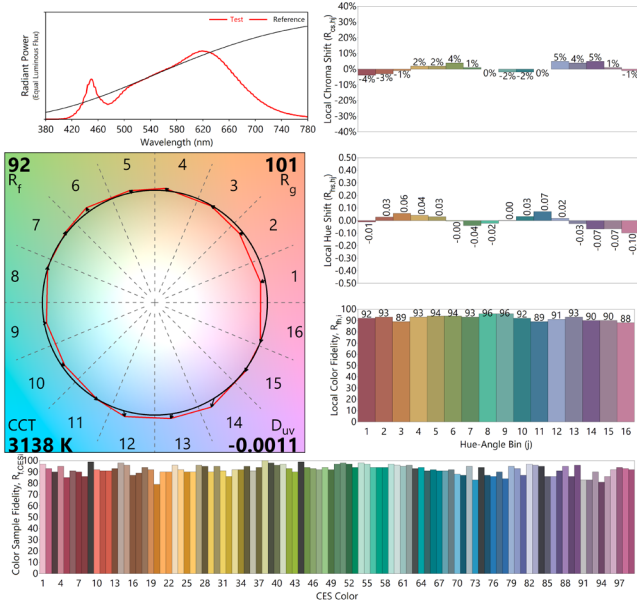 Test Reference
Radiant Power
(Equal Luminous Flux)
380 420 460 500 540 580 620 660 700 740 780
Wavelength (nm)
Local Chroma Shift (Rcs,hj)
40%
30%
20%
10%
0%
-10%
-20%
-30%
-40%
-4% -3% -1% 2% 2% 4% 1% 0% -2% -2% 0% 5% 4% 5% 1% -1%
92
Rf
101
Rg
1
2
3
4
5
6
7
8
9
10
11
12
13
14
15
16
CCT
3138 K
Duv
-0.0011
Local Hue Shift (Rhs,hj)
0.50
0.40
0.30
0.20
0.10
0.00
-0.10
-0.20
-0.30
-0.40
-0.50
-0.01 0.03 0.06 0.04 0.03 -0.00 -0.04 -0.02 0.00 0.03 0.07 0.02 -0.03 -0.07 -0.07 -0.10
Local Color Fidelity, Rfh,i
100
90
80
70
60
50
40
30
20
10
0
92 93 89 93 94 94 93 96 96 92 89 91 93 90 90 88
1 2 3 4 5 6 7 8 9 10 11 12 13 14 15 16
Hue-Angle Bin (j)
Color Sample Fidelity, Rf,CESi
100
90
80
70
60
50
40
30
20
10
0
1 4 7 10 13 16 19 22 25 28 31 34 37 40 43 46 49 52 55 58 61 64 67 70 73 76 79 82 85 88 91 94 97
CES Color